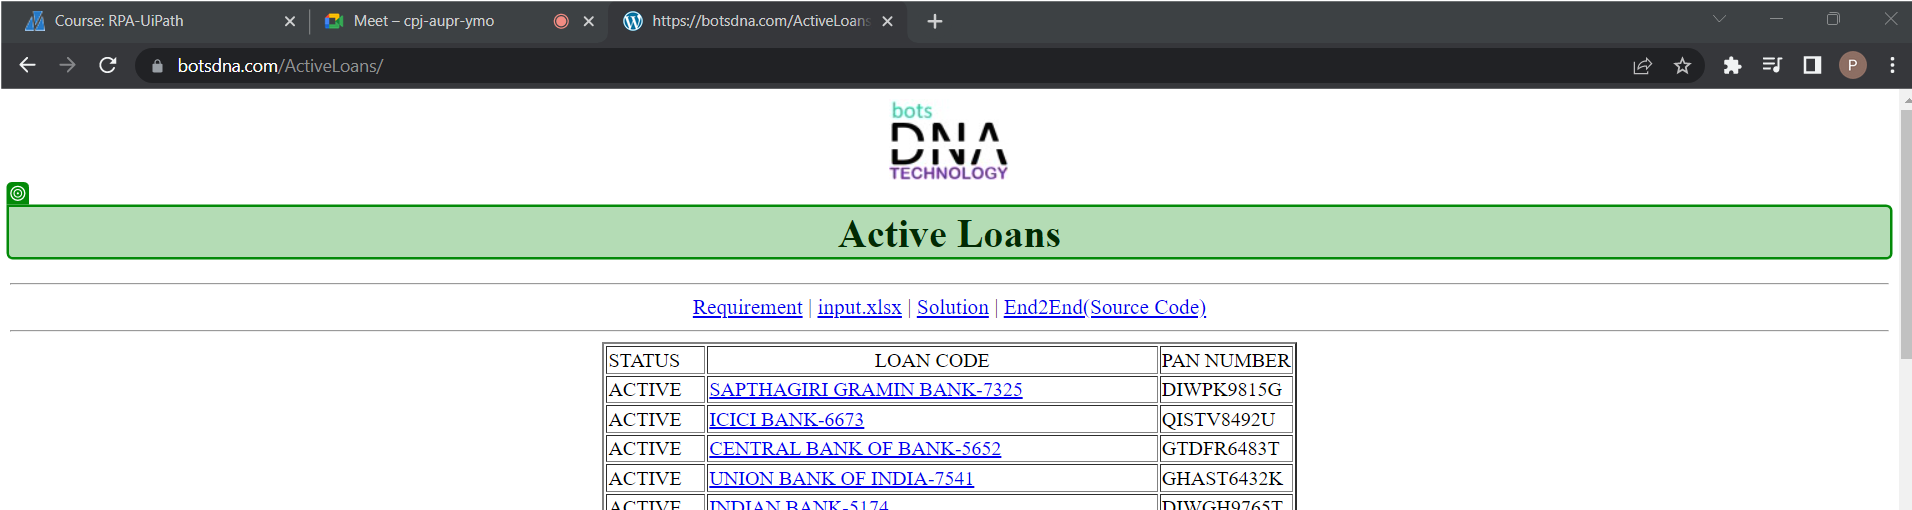 Course: RPA-UiPath
Meet – cpj-aupr-ymo
https://botsdna.com/ActiveLoans
botsdna.com/ActiveLoans/
P
bots
DNA
TECHNOLOGY
Active Loans
Requirement | input.xlsx | Solution | End2End(Source Code)
STATUS LOAN CODE PAN NUMBER
ACTIVE SAPTHAGIRI GRAMIN BANK-7325 DIWPK9815G
ACTIVE ICICI BANK-6673 QISTV8492U
ACTIVE CENTRAL BANK OF BANK-5652 GTDFR6483T
ACTIVE UNION BANK OF INDIA-7541 GHAST6432K
ACTIVE INDIAN BANK-5174 DIWGH9765T